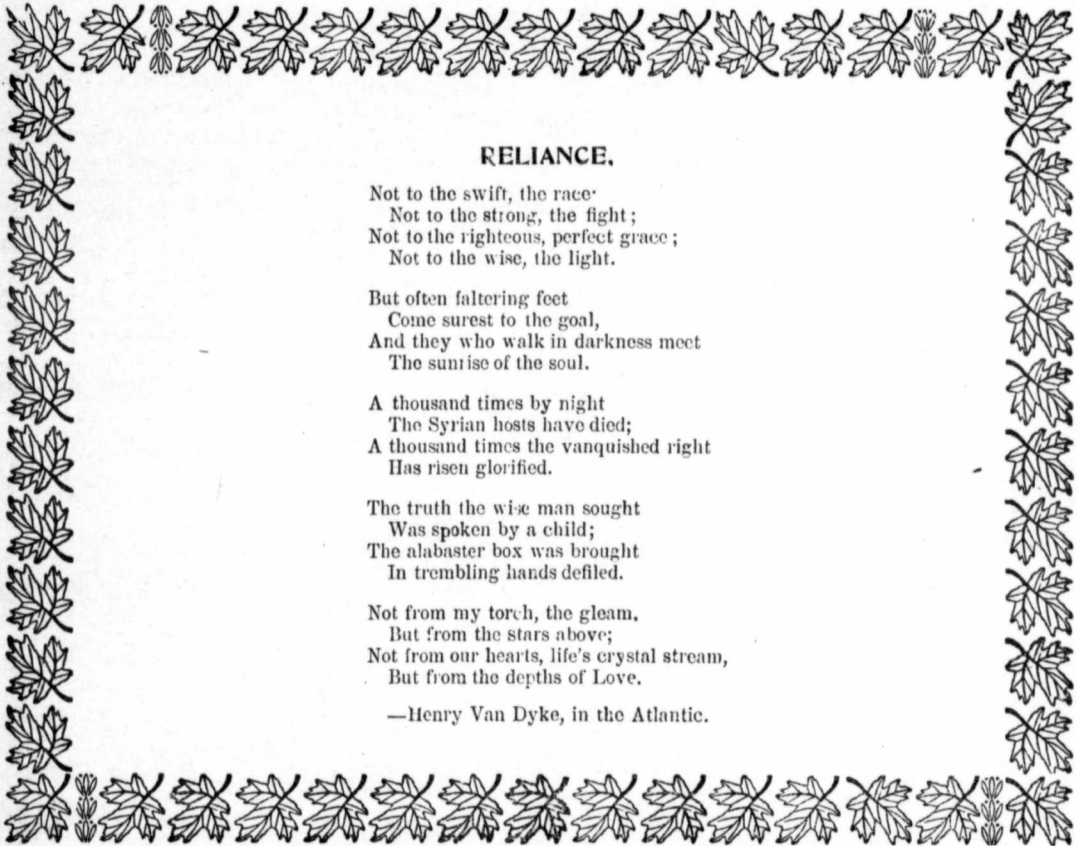 RELIANCE.
Not to the swift, the race·
Not to the strong, the fight;
Not to the righteous, perfect grace;
Not to the wise, the light.
But often faltering feet
Come surest to the goal,
And they who walk in darkness meet
The sunrise of the soul.
A thousand times by night
The Syrian hosts have died;
A thousand times the vanquished right
Has risen glorified.
The truth the wise man sought
Was spoken by a child;
The alabaster box was brought
In trembling hands defiled.
Not from my torch, the gleam.
But from the stars above;
Not from our hearts, life's crystal stream,
But from the depths of Love.
—Henry Van Dyke, in the Atlantic.